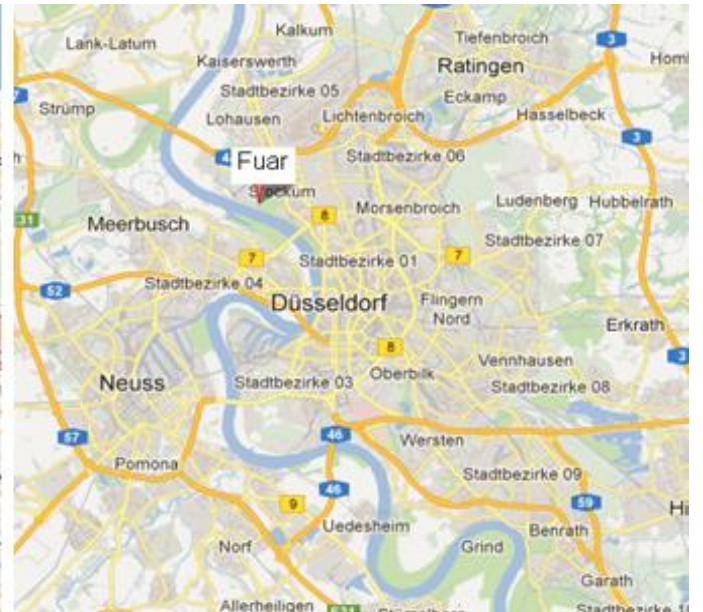 Kalkum
Lank-Latum
Tiefenbroich
3
Kaiserswerth
Ratingen
Stadtbezirke 05
Eckamp
Strümp
Lohausen
Lichtenbroich
Hasselbeck
3
Fuar
Stadtbezirke 06
Stockum
Ludenberg
Hubbelrath
Morsenbroich
8
31
Meerbusch
Stadtbezirke 07
7
7
Stadtbezirke 01
52
Stadtbezirke 04
Düsseldorf
Flingern
Nord
Erkrath
8
3
Vennhausen
Neuss
Stadtbezirke 03
Oberbilk
Stadtbezirke 08
57
46
Wersten
Pomona
Stadtbezirke 09
46
9
59
Uedesheim
Benrath
Norf
Grind
Garath
Allerheiligen